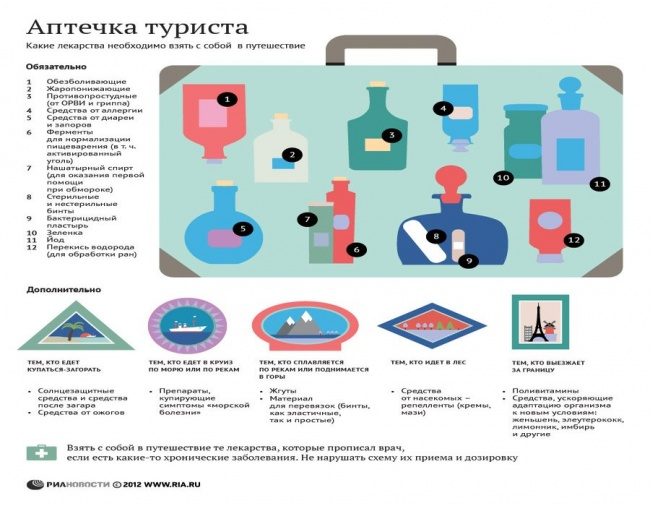 Аптечка туриста
Какие лекарства необходимо взять с собой в путешествие
Обязательно
1 Обезболивающие
2 Жаропонижающие
3 Противопростудные
(от ОРВИ и гриппа)
4 Средства от аллергии
5 Средства от диареи
и запоров
6 Ферменты
для нормализации
пищеварения (в т. ч.
активированный
уголь)
7 Нашатырный спирт
(для оказания первой
помощи
при обмороке)
8 Стерильные
и нестерильные
бинты
9 Бактерицидный
пластырь
10 Зеленка
11 Йод
12 Перекись водорода
(для обработки ран)
1
2
3
4
5
6
7
8
9
10
11
12
Дополнительно
ТЕМ, КТО ЕДЕТ
КУПАТЬСЯ-ЗАГОРАТЬ
• Солнцезащитные
средства и средства
после загара
• Средства от ожогов
ТЕМ, КТО ЕДЕТ В КРУИЗ
ПО МОРЮ ИЛИ ПО РЕКАМ
• Препараты,
купирующие
симптомы «морской
болезни»
ТЕМ, КТО СПЛАВЛЯЕТСЯ
ПО РЕКАМ ИЛИ ПОДНИМАЕТСЯ
В ГОРЫ
• Жгуты
• Материал
для перевязок (бинты,
как эластичные,
так и простые)
ТЕМ, КТО ИДЕТ В ЛЕС
• Средства
от насекомых –
репелленты (кремы,
мази)
ТЕМ, КТО ВЫЕЗЖАЕТ
ЗА ГРАНИЦУ
• Поливитамины
• Средства, ускоряющие
адаптацию организма
к новым условиям:
женьшень, элеутерококк,
лимонник, имбирь
и другие
Взять с собой в путешествие те лекарства, которые прописал врач,
если есть какие-то хронические заболевания. Не нарушать схему их приема и дозировку
РИАНОВОСТИ © 2012 WWW.RIA.RU